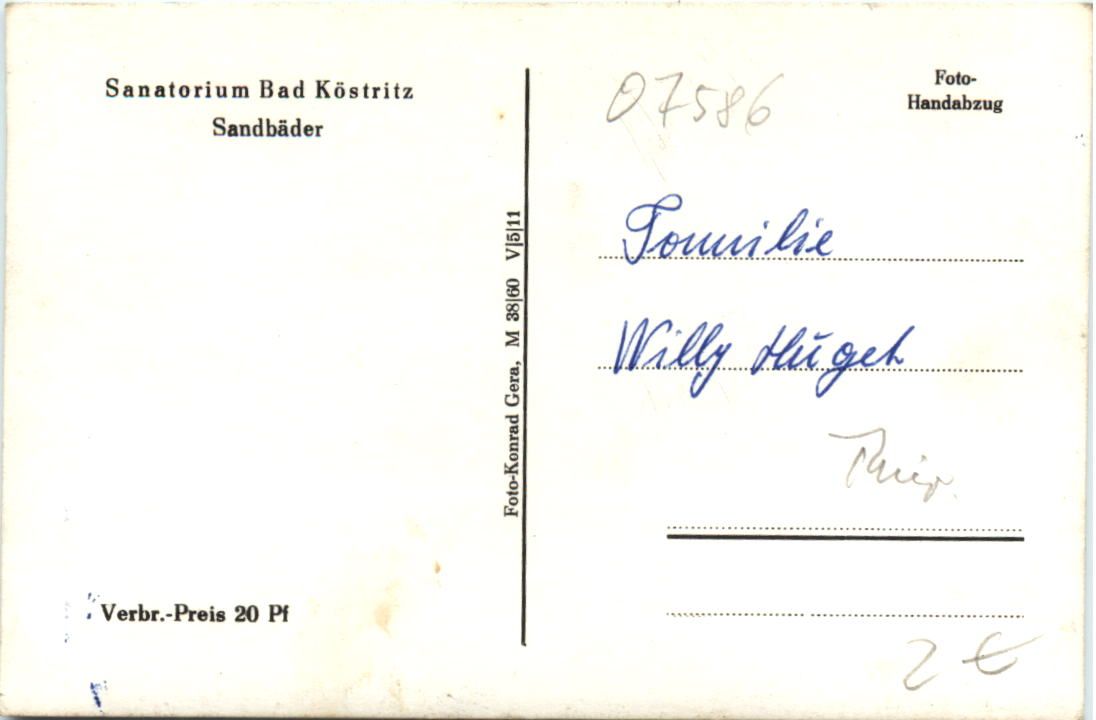 Sanatorium Bad Köstritz
Sandbäder
Verbr.-Preis 20 Pf
Foto-Konrad Gera, M 38|60 V|5|11
07586
Foto-
Handabzug
Familie
Willy
2 €